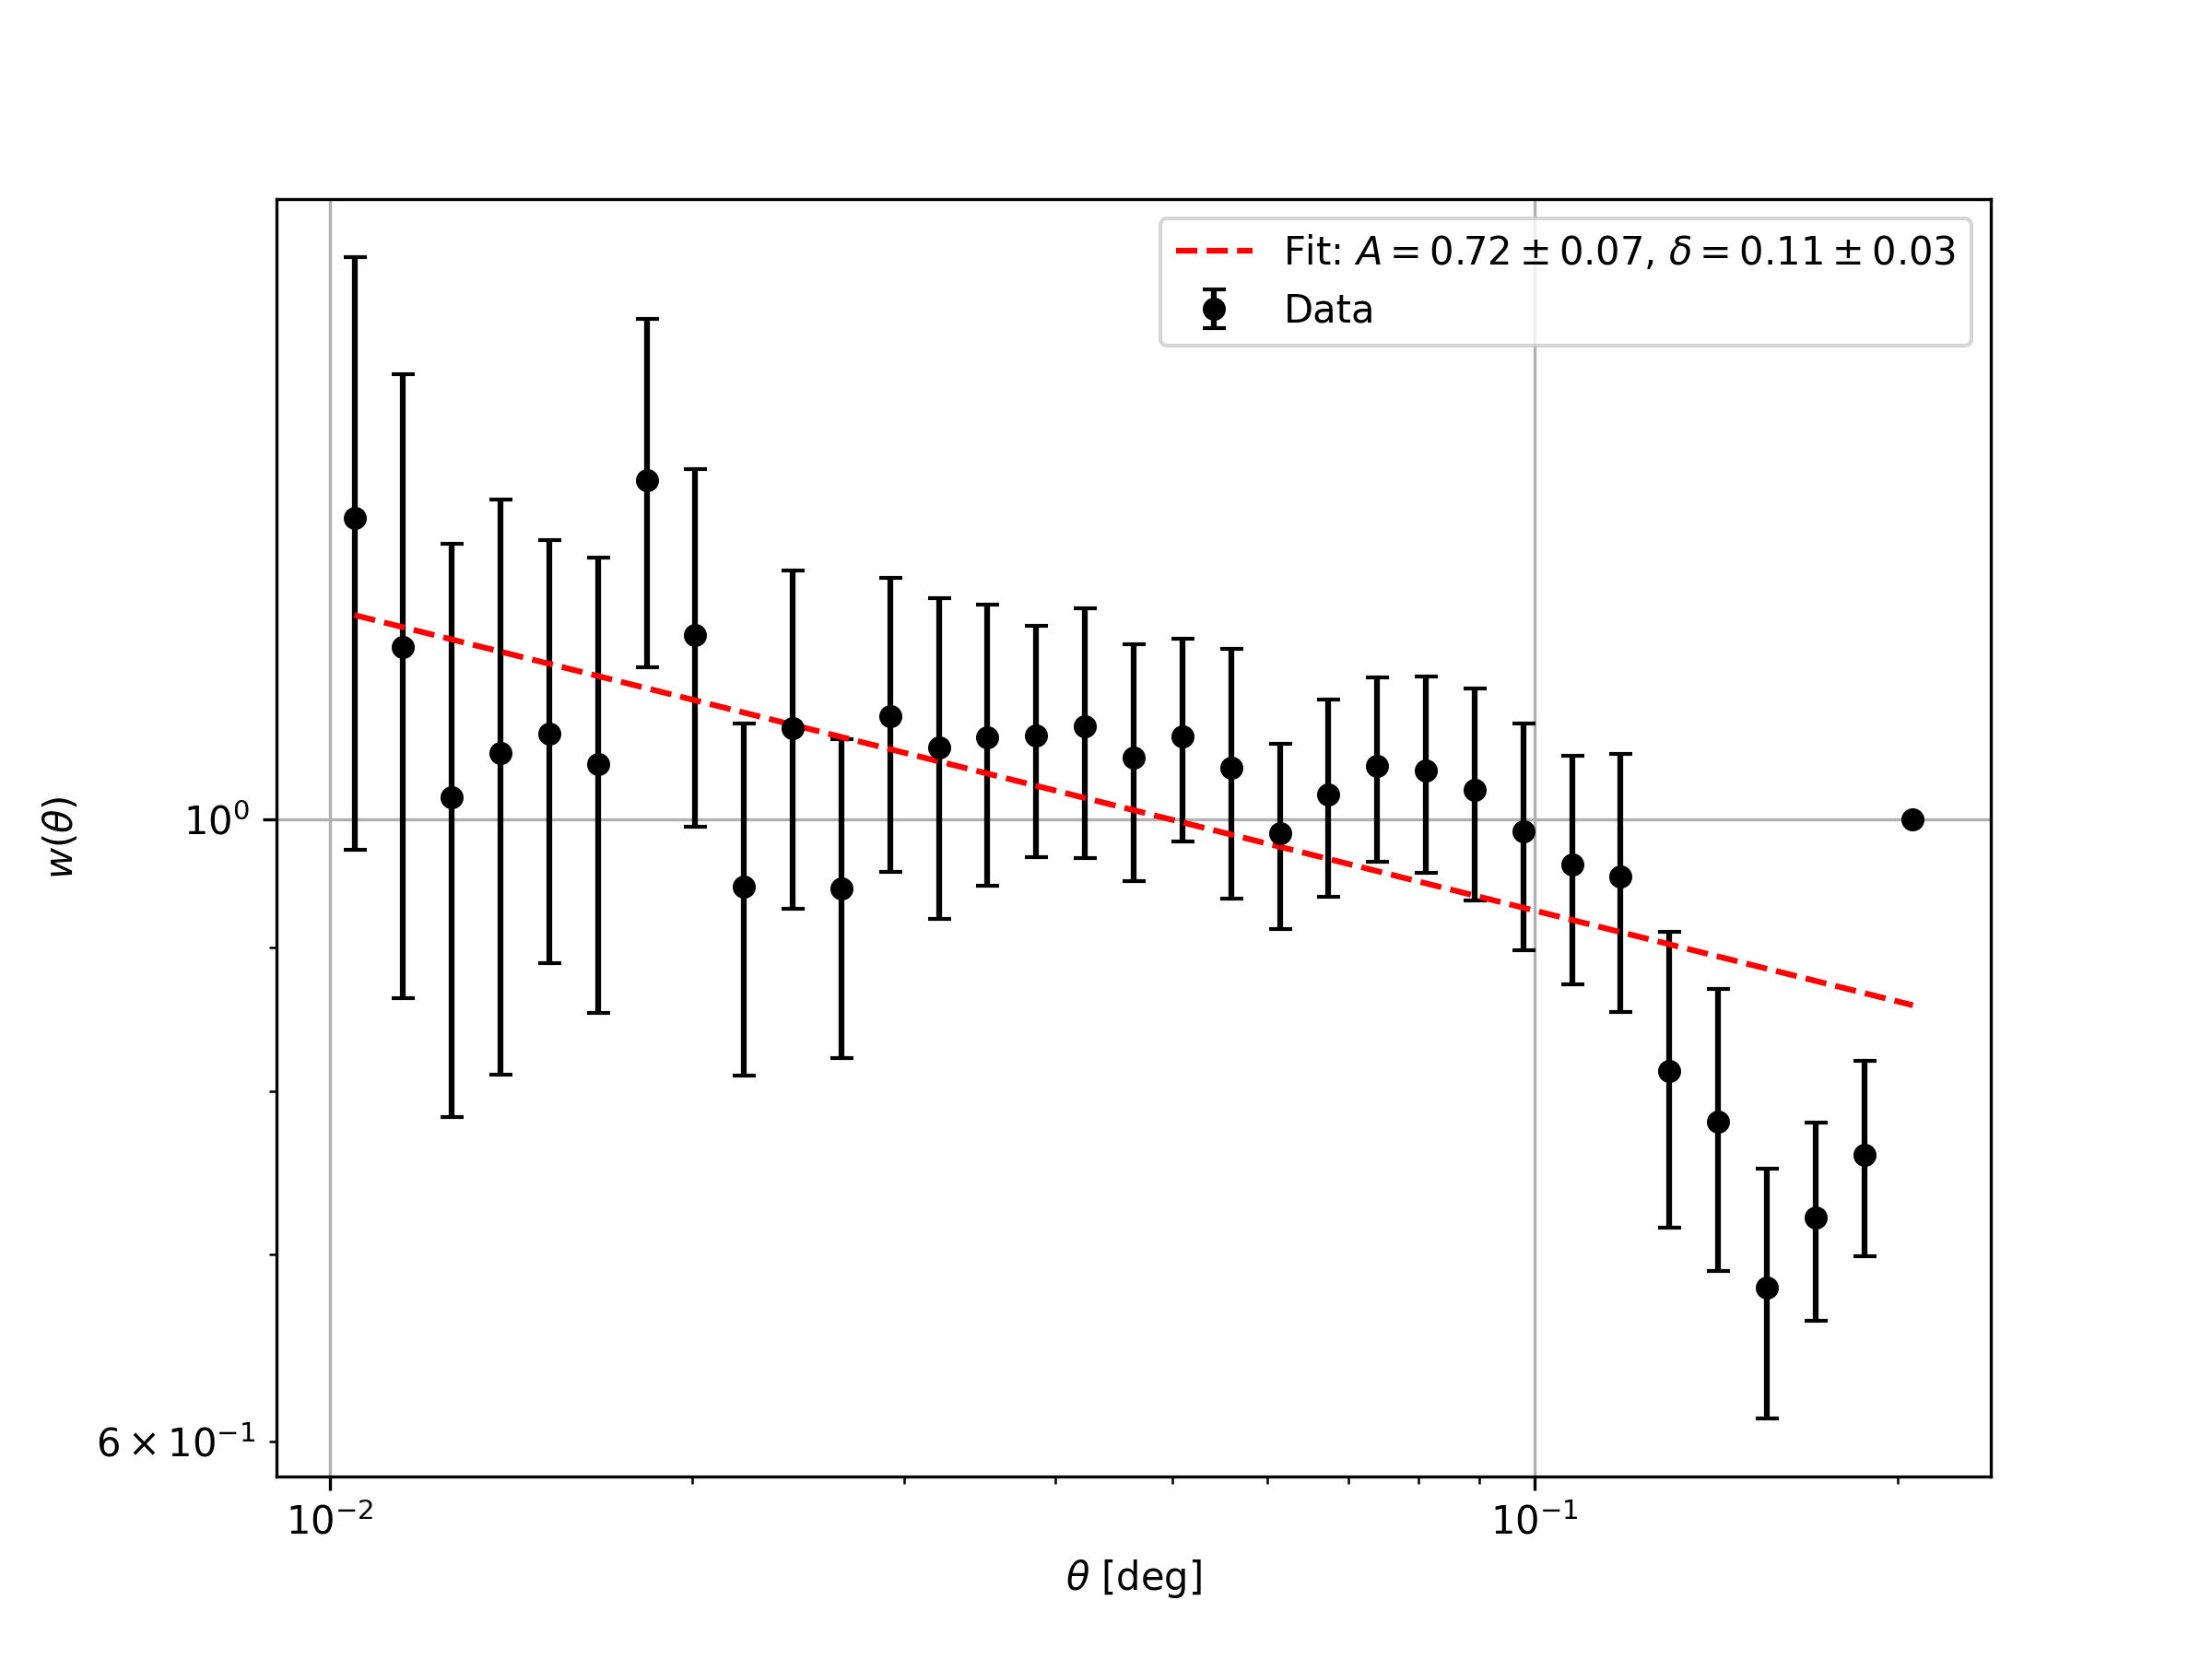 Fit: A = 0.72 ± 0.07, δ = 0.11 ± 0.03
Data
w(θ)
10⁰
6 × 10⁻¹
10⁻²
10⁻¹
θ [deg]